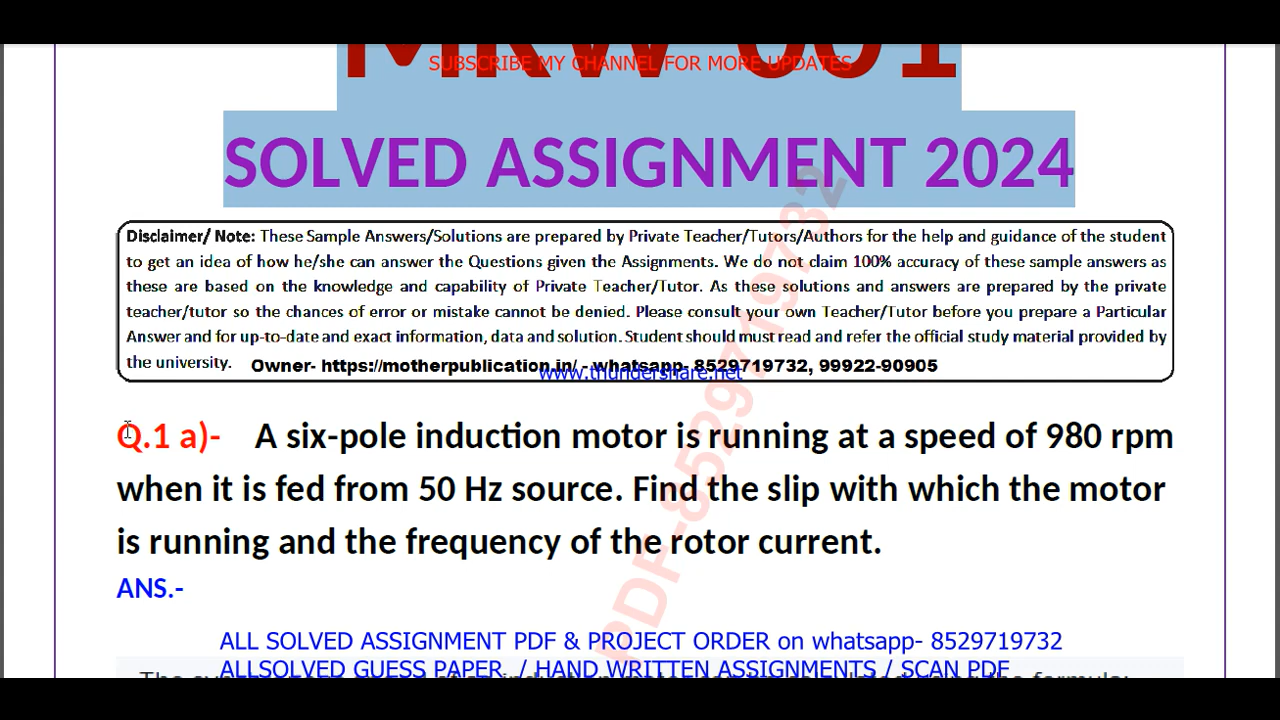 MRW 001
SUBSCRIBE MY CHANNEL FOR MORE UPDATES
SOLVED ASSIGNMENT 2024
Disclaimer/ Note: These Sample Answers/Solutions are prepared by Private Teacher/Tutors/Authors for the help and guidance of the student
to get an idea of how he/she can answer the Questions given the Assignments. We do not claim 100% accuracy of these sample answers as
these are based on the knowledge and capability of Private Teacher/Tutor. As these solutions and answers are prepared by the private
teacher/tutor so the chances of error or mistake cannot be denied. Please consult your own Teacher/Tutor before you prepare a Particular
Answer and for up-to-date and exact information, data and solution. Student should must read and refer the official study material provided by
the university. Owner- https://motherpublication.in/ - whatsapp- 8529719732, 99922-90905
www.thundershare.net
Q.1 a)- A six-pole induction motor is running at a speed of 980 rpm
when it is fed from 50 Hz source. Find the slip with which the motor
is running and the frequency of the rotor current.
ANS.-
PDF-8529719732
ALL SOLVED ASSIGNMENT PDF & PROJECT ORDER on whatsapp- 8529719732
ALLSOLVED GUESS PAPER / HAND WRITTEN ASSIGNMENTS / SCAN PDF